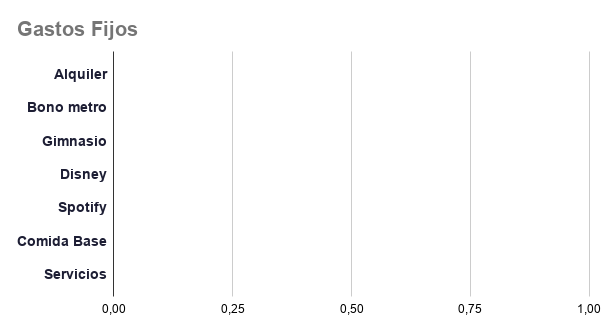 Gastos Fijos
Alquiler
Bono metro
Gimnasio
Disney
Spotify
Comida Base
Servicios
0,00 0,25 0,50 0,75 1,00